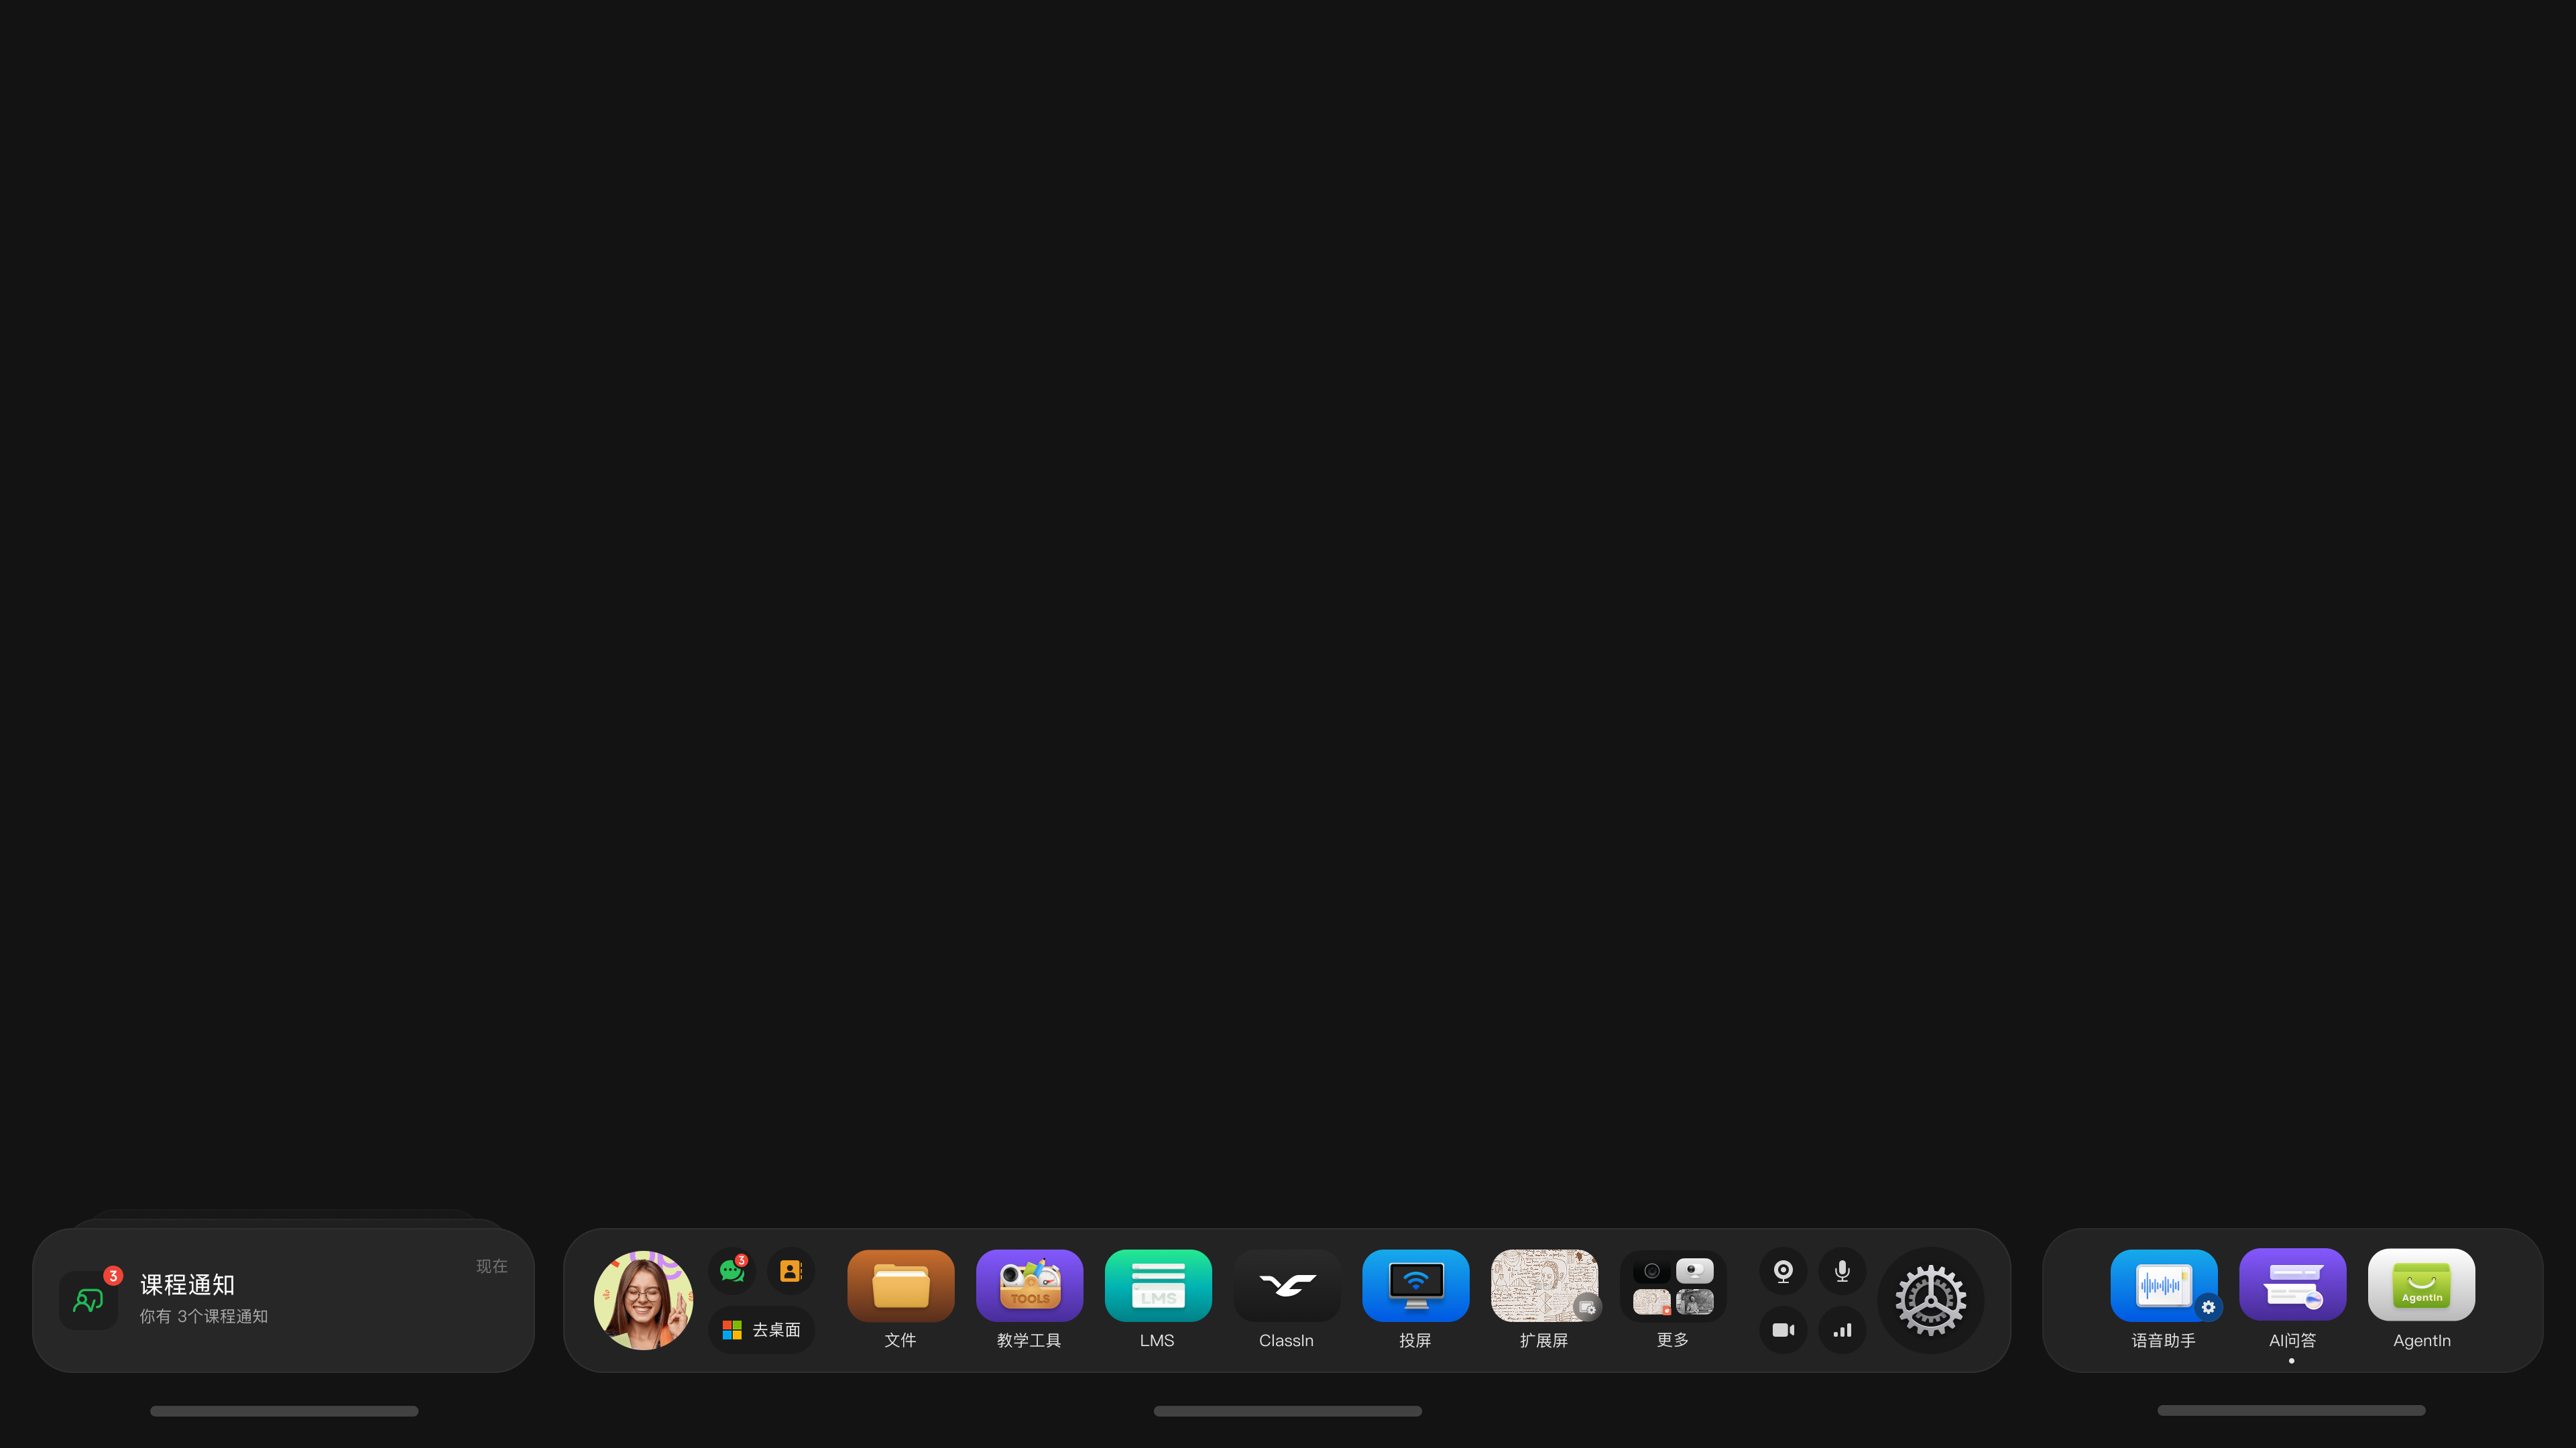 3
课程通知
现在
你有 3个课程通知
3
去桌面
文件
TOOLS
教学工具
LMS
LMS
ClassIn
投屏
扩展屏
更多
语音助手
AI问答
AgentIn
AgentIn